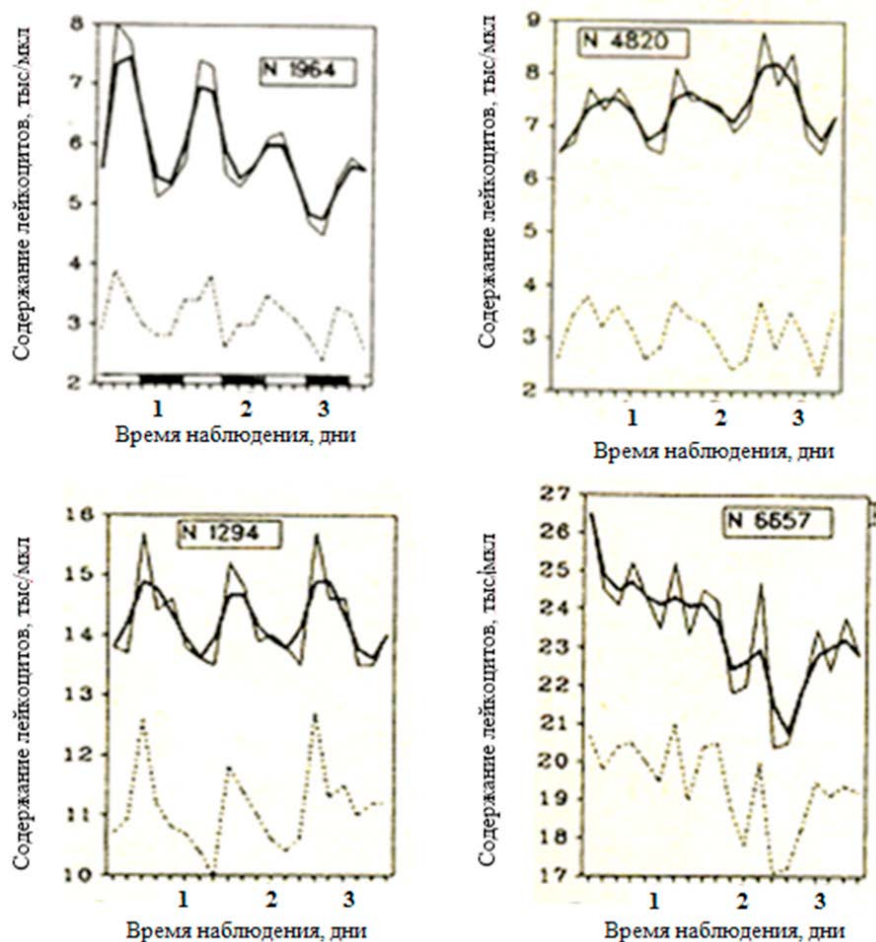 Содержание лейкоцитов, тыс/мкл
8
7
6
5
4
3
2
N 1964
1 2 3
Время наблюдения, дни
Содержание лейкоцитов, тыс/мкл
9
8
7
6
5
4
3
2
N 4820
1 2 3
Время наблюдения, дни
Содержание лейкоцитов, тыс/мкл
16
15
14
13
12
11
10
N 1294
1 2 3
Время наблюдения, дни
Содержание лейкоцитов, тыс/мкл
27
26
25
24
23
22
21
20
19
18
17
N 6657
1 2 3
Время наблюдения, дни